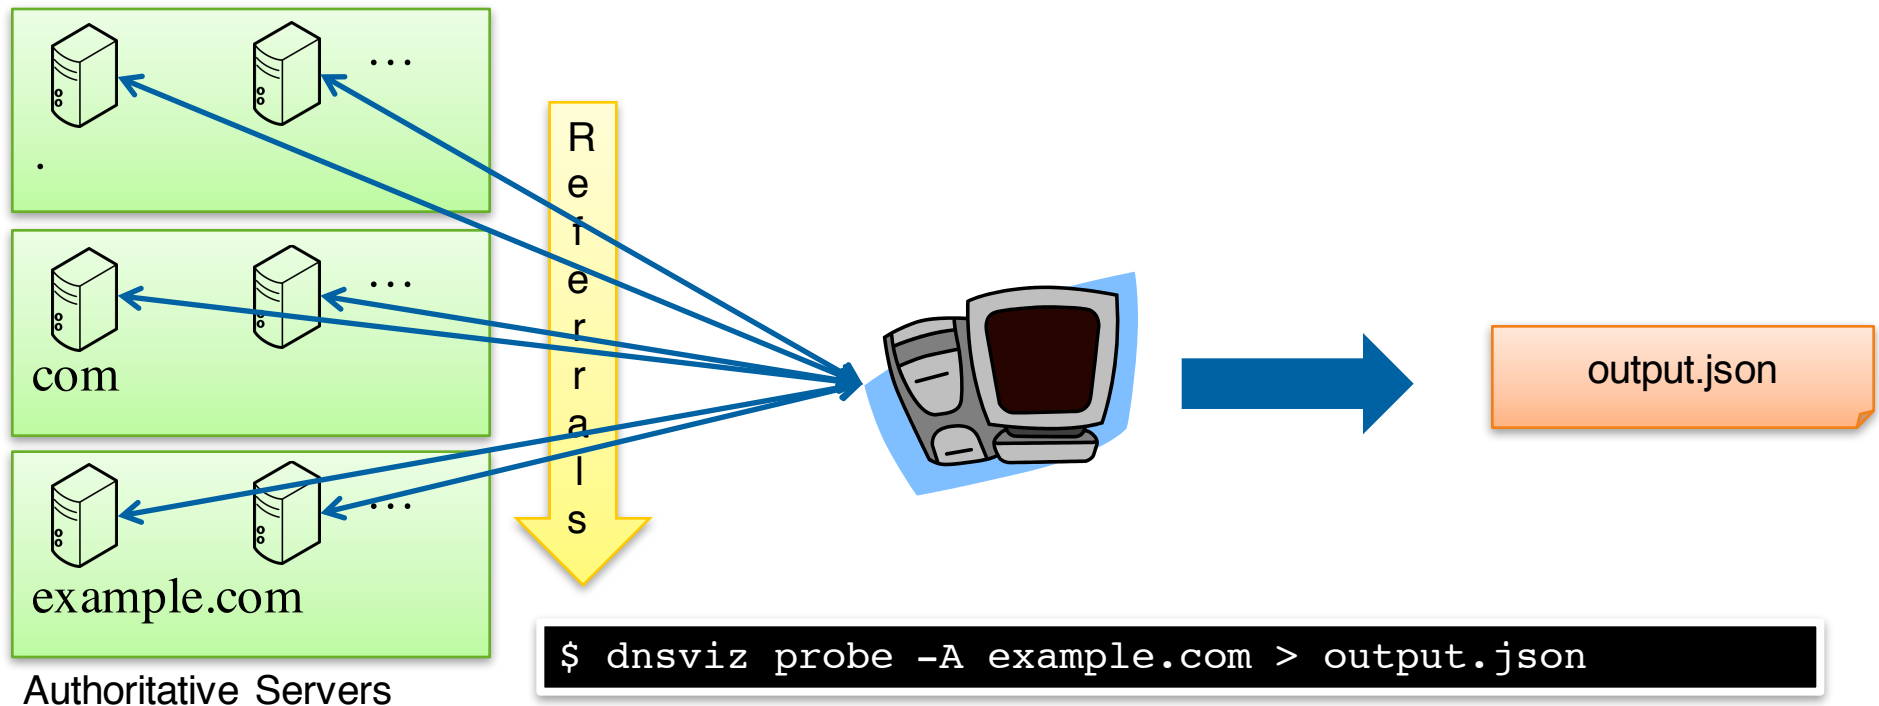 …
.
…
com
…
example.com
Authoritative Servers
Referrals
output.json
$ dnsviz probe -A example.com > output.json